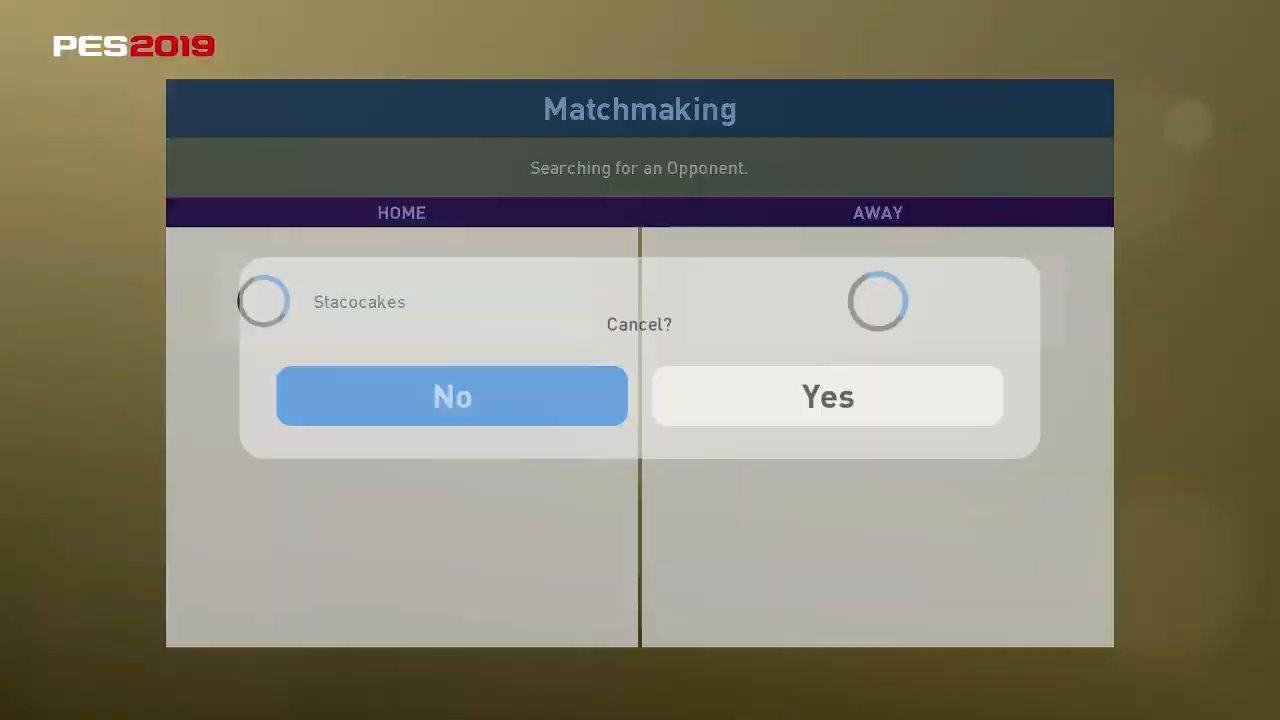 PES2019
Matchmaking
Searching for an Opponent.
HOME AWAY
Stacocakes
Cancel?
No Yes